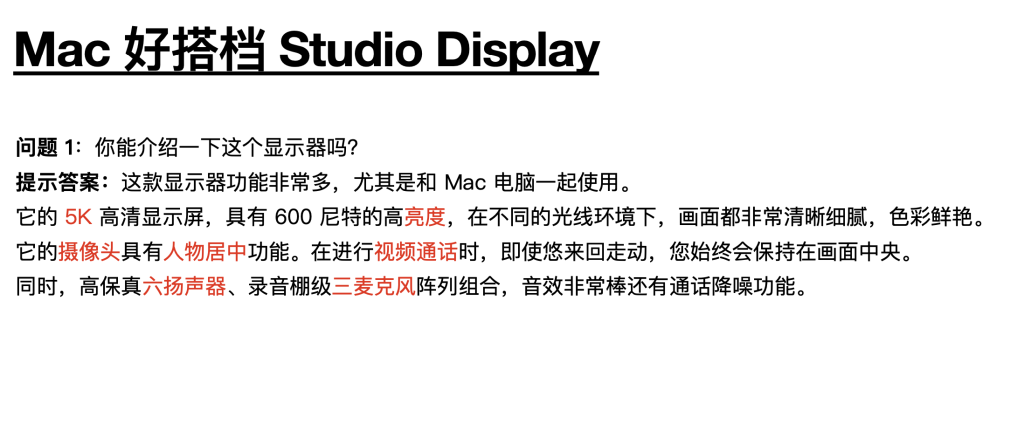 Mac 好搭档 Studio Display
问题 1：你能介绍一下这个显示器吗？
提示答案：这款显示器功能非常多，尤其是和 Mac 电脑一起使用。
它的 5K 高清显示屏，具有 600 尼特的高亮度，在不同的光线环境下，画面都非常清晰细腻，色彩鲜艳。
它的摄像头具有人物居中功能。在进行视频通话时，即使悠来回走动，您始终会保持在画面中央。
同时，高保真六扬声器、录音棚级三麦克风阵列组合，音效非常棒还有通话降噪功能。